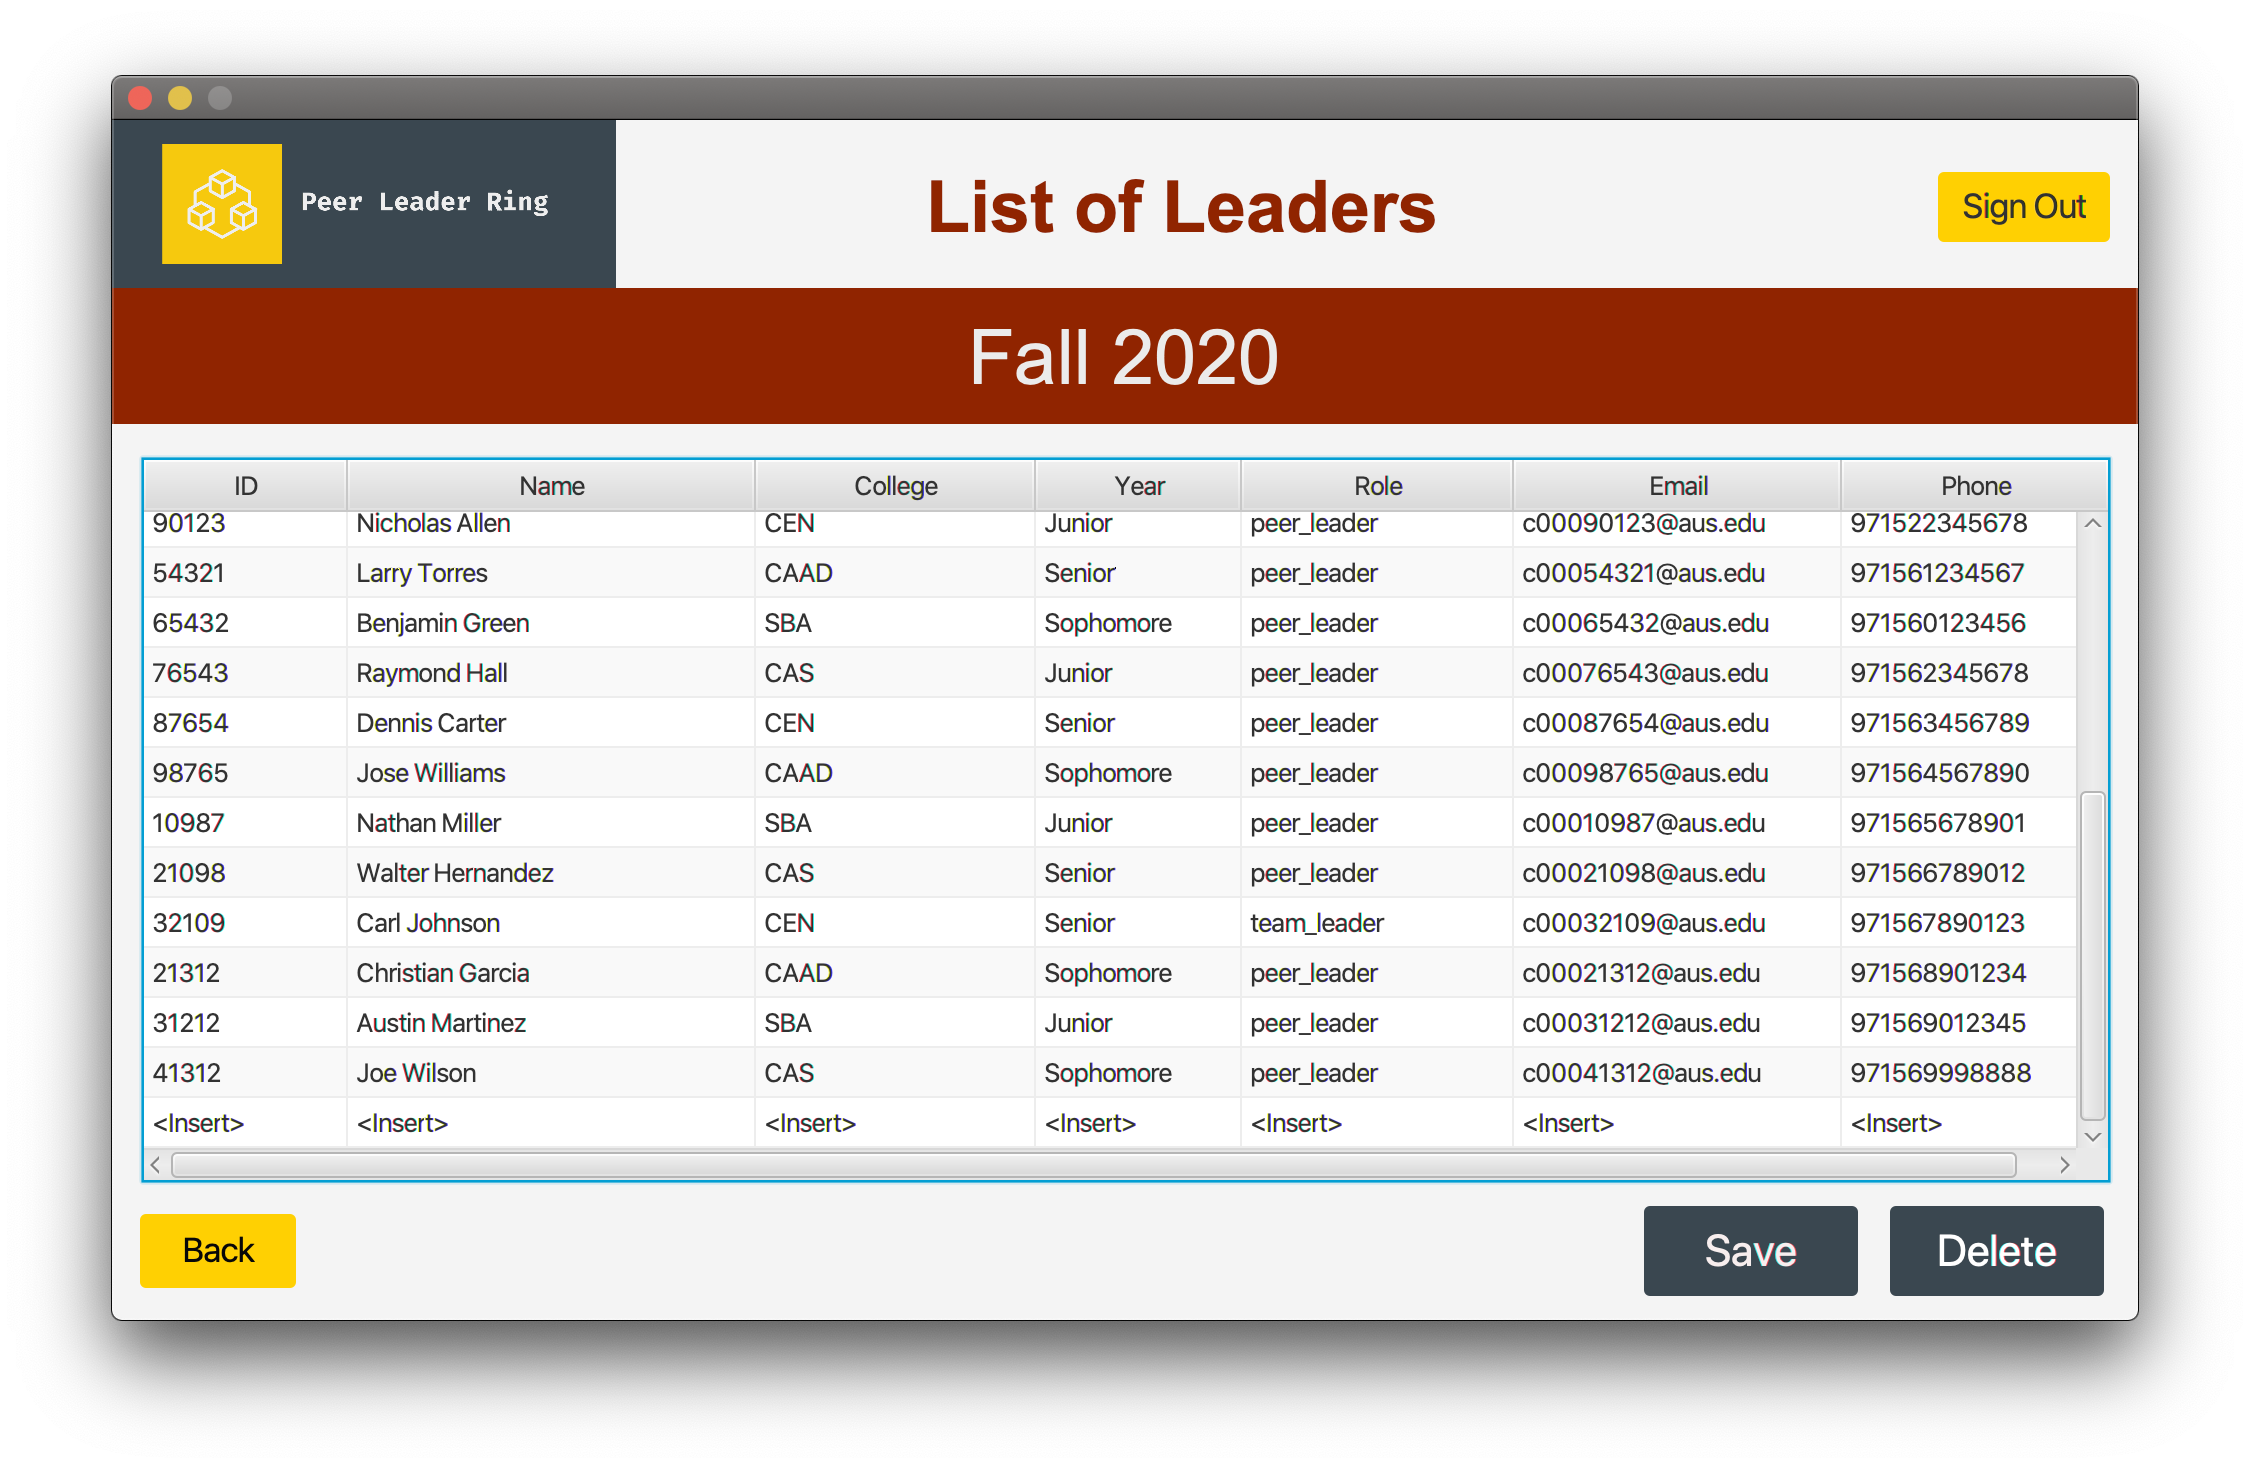 Peer Leader Ring
List of Leaders
Sign Out
Fall 2020
ID Name College Year Role Email Phone
90123 Nicholas Allen CEN Junior peer_leader c00090123@aus.edu 971522345678
54321 Larry Torres CAAD Senior peer_leader c00054321@aus.edu 971561234567
65432 Benjamin Green SBA Sophomore peer_leader c00065432@aus.edu 971560123456
76543 Raymond Hall CAS Junior peer_leader c00076543@aus.edu 971562345678
87654 Dennis Carter CEN Senior peer_leader c00087654@aus.edu 971563456789
98765 Jose Williams CAAD Sophomore peer_leader c00098765@aus.edu 971564567890
10987 Nathan Miller SBA Junior peer_leader c00010987@aus.edu 971565678901
21098 Walter Hernandez CAS Senior peer_leader c00021098@aus.edu 971566789012
32109 Carl Johnson CEN Senior team_leader c00032109@aus.edu 971567890123
21312 Christian Garcia CAAD Sophomore peer_leader c00021312@aus.edu 971568901234
31212 Austin Martinez SBA Junior peer_leader c00031212@aus.edu 971569012345
41312 Joe Wilson CAS Sophomore peer_leader c00041312@aus.edu 971569998888
<Insert> <Insert> <Insert> <Insert> <Insert> <Insert> <Insert>
Back Save Delete